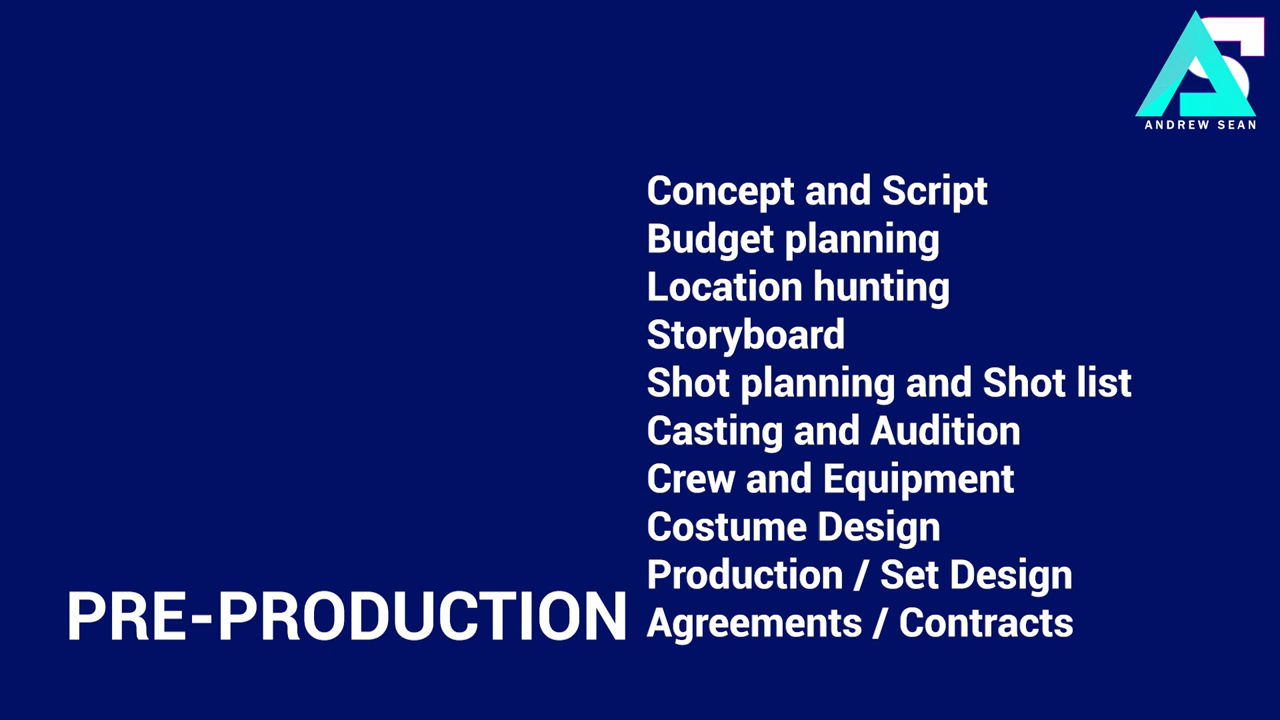 ANDREW SEAN
Concept and Script
Budget planning
Location hunting
Storyboard
Shot planning and Shot list
Casting and Audition
Crew and Equipment
Costume Design
Production / Set Design
PRE-PRODUCTION
Agreements / Contracts